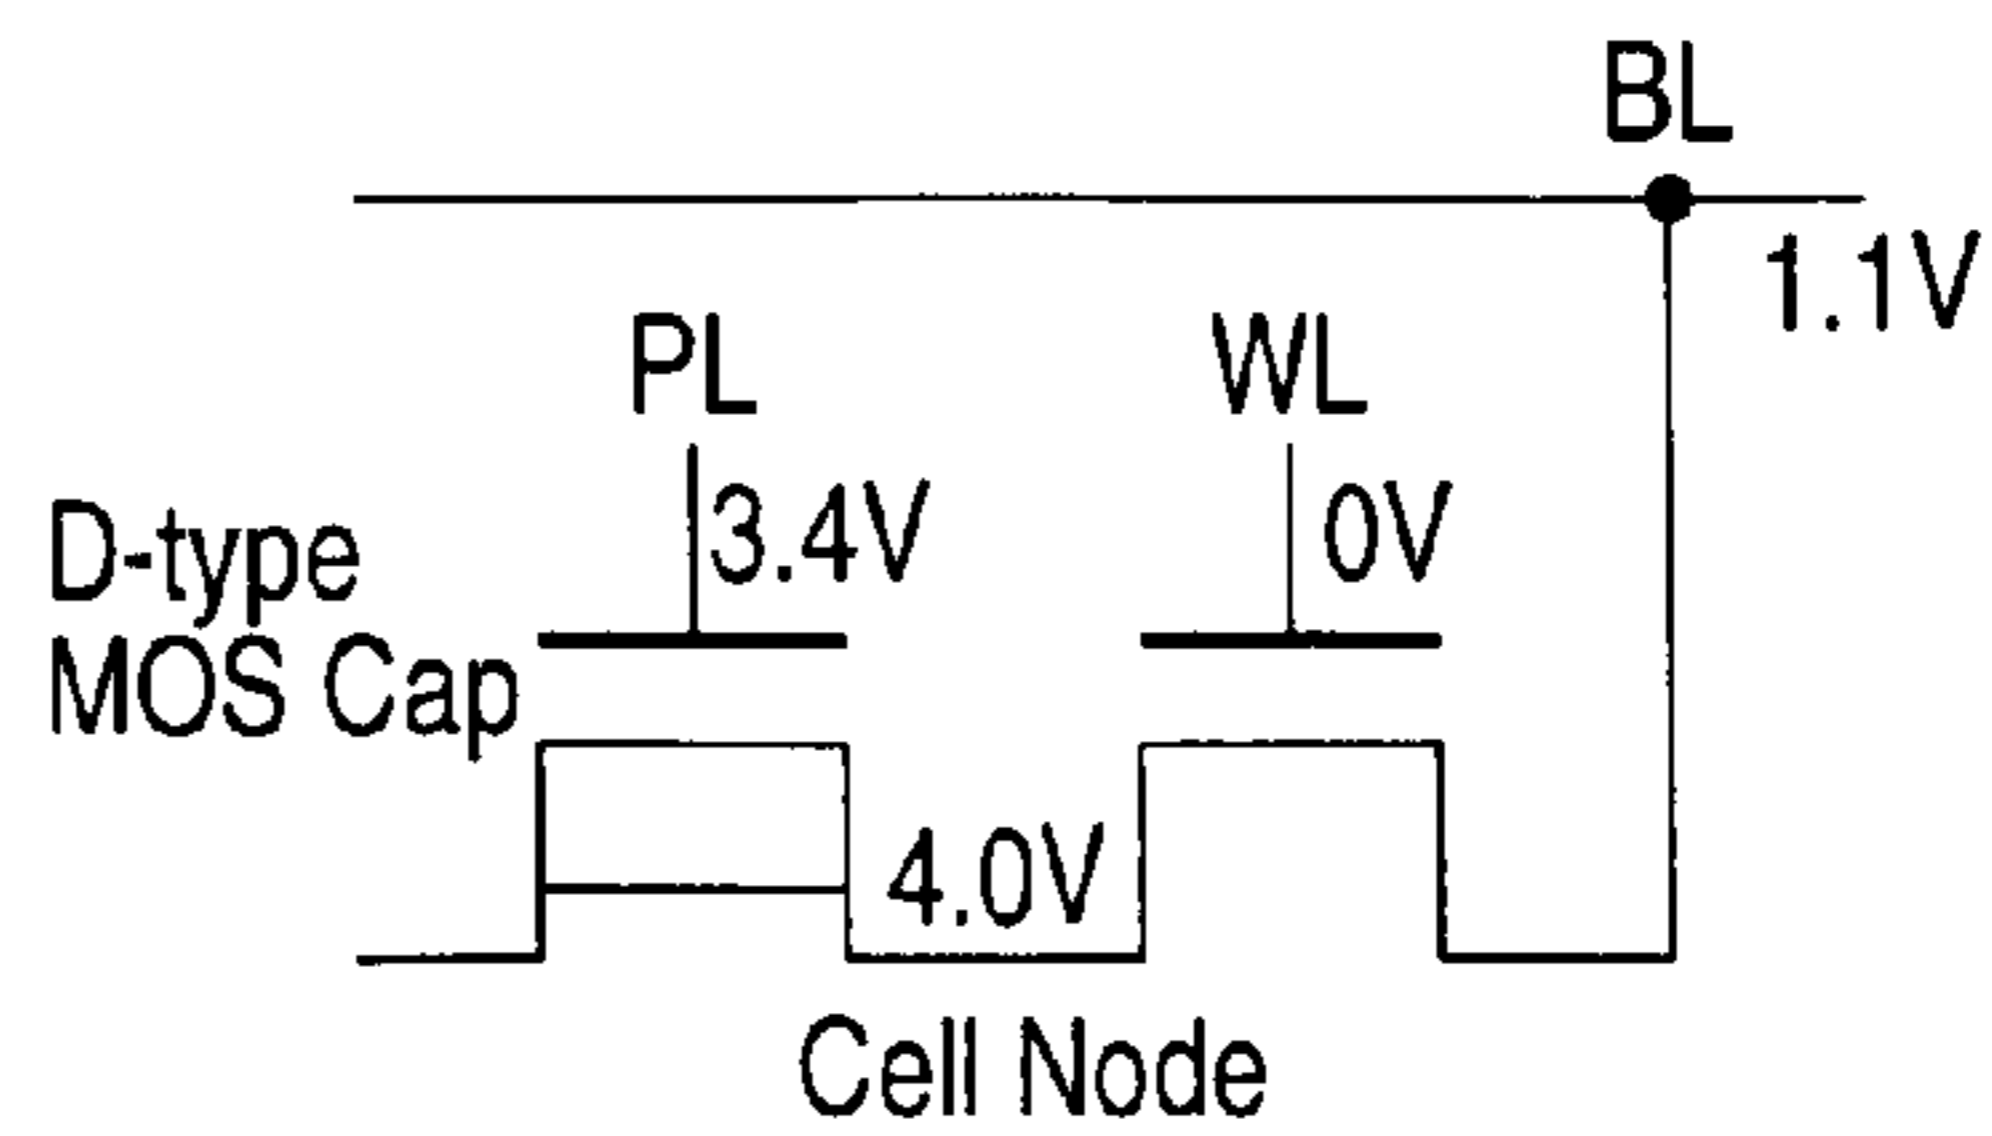 BL
1.1V
PL
WL
3.4V
0V
D-type
MOS Cap
4.0V
Cell Node